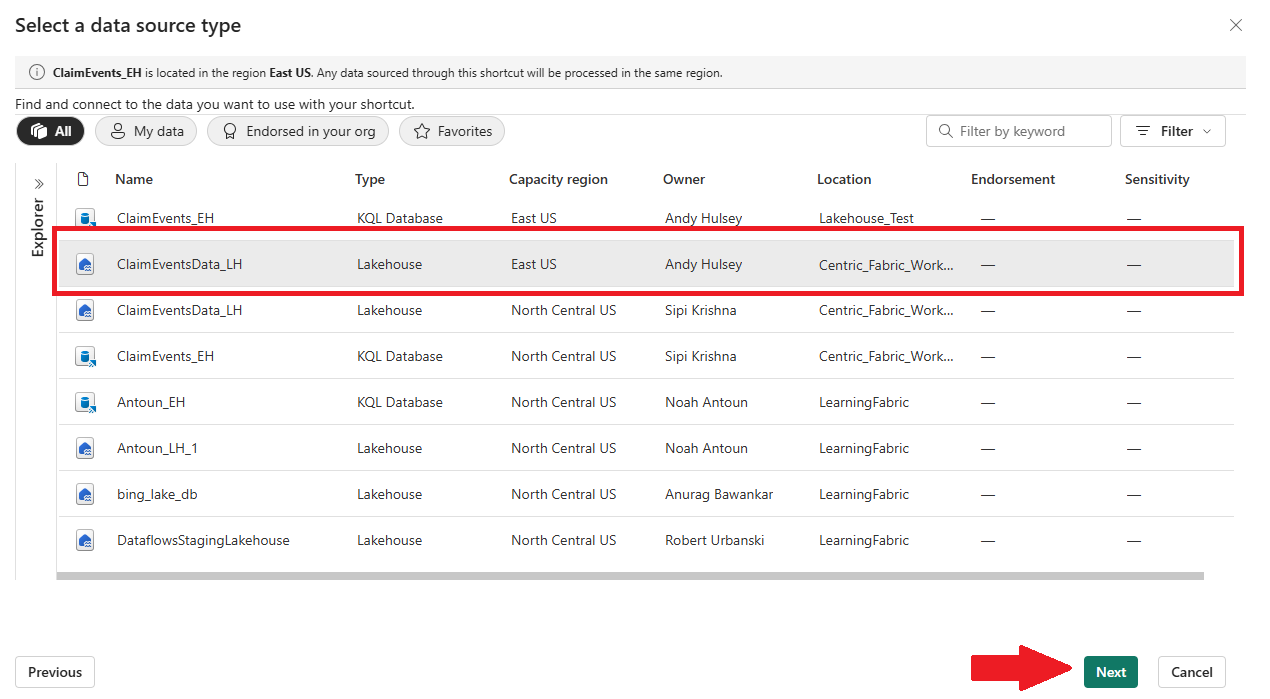 Select a data source type
ClaimEvents_EH is located in the region East US. Any data sourced through this shortcut will be processed in the same region.
Find and connect to the data you want to use with your shortcut.
All My data Endorsed in your org Favorites Filter by keyword Filter
Explorer
Name Type Capacity region Owner Location Endorsement Sensitivity
ClaimEvents_EH KQL Database East US Andy Hulsey Lakehouse_Test — —
ClaimEventsData_LH Lakehouse East US Andy Hulsey Centric_Fabric_Work... — —
ClaimEventsData_LH Lakehouse North Central US Sipi Krishna Centric_Fabric_Work... — —
ClaimEvents_EH KQL Database North Central US Sipi Krishna Centric_Fabric_Work... — —
Antoun_EH KQL Database North Central US Noah Antoun LearningFabric — —
Antoun_LH_1 Lakehouse North Central US Noah Antoun LearningFabric — —
bing_lake_db Lakehouse North Central US Anurag Bawankar LearningFabric — —
DataflowsStagingLakehouse Lakehouse North Central US Robert Urbanski LearningFabric — —
Previous Next Cancel